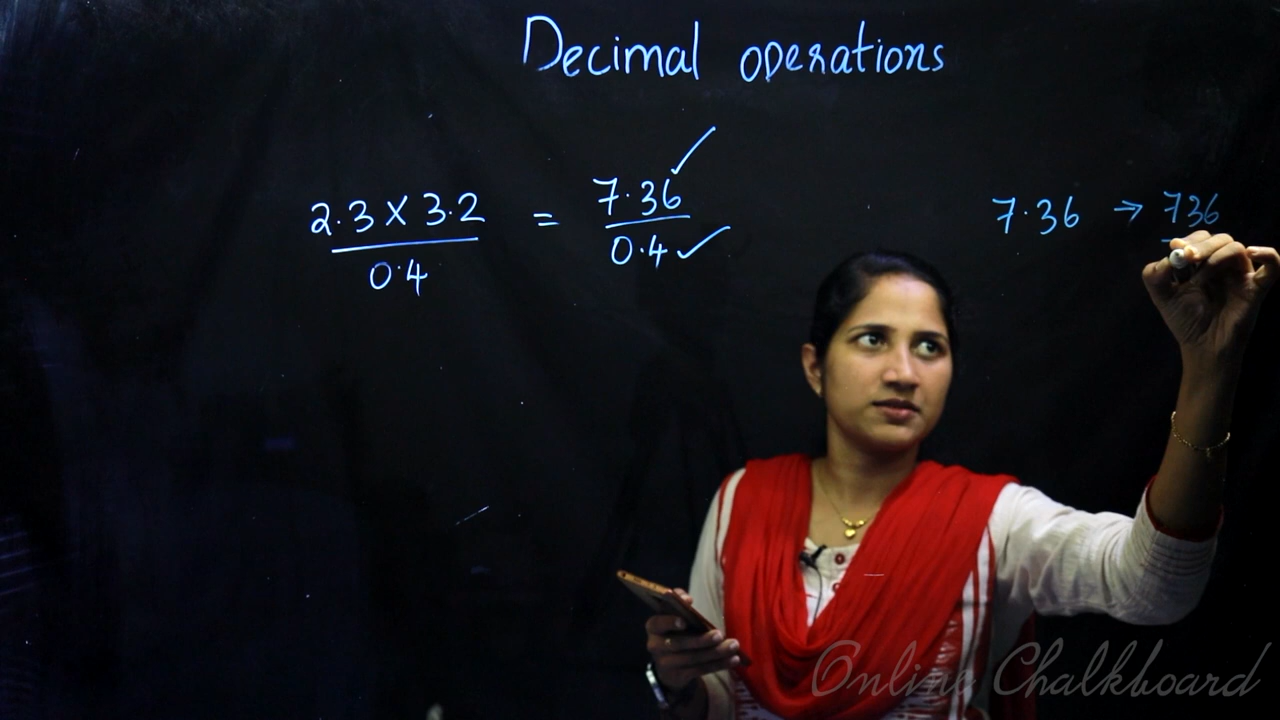 Decimal operations
2.3 X 3.2 = 7.36 ✓ 7.36 → 736
0.4 0.4 ✓
Online Chalkboard